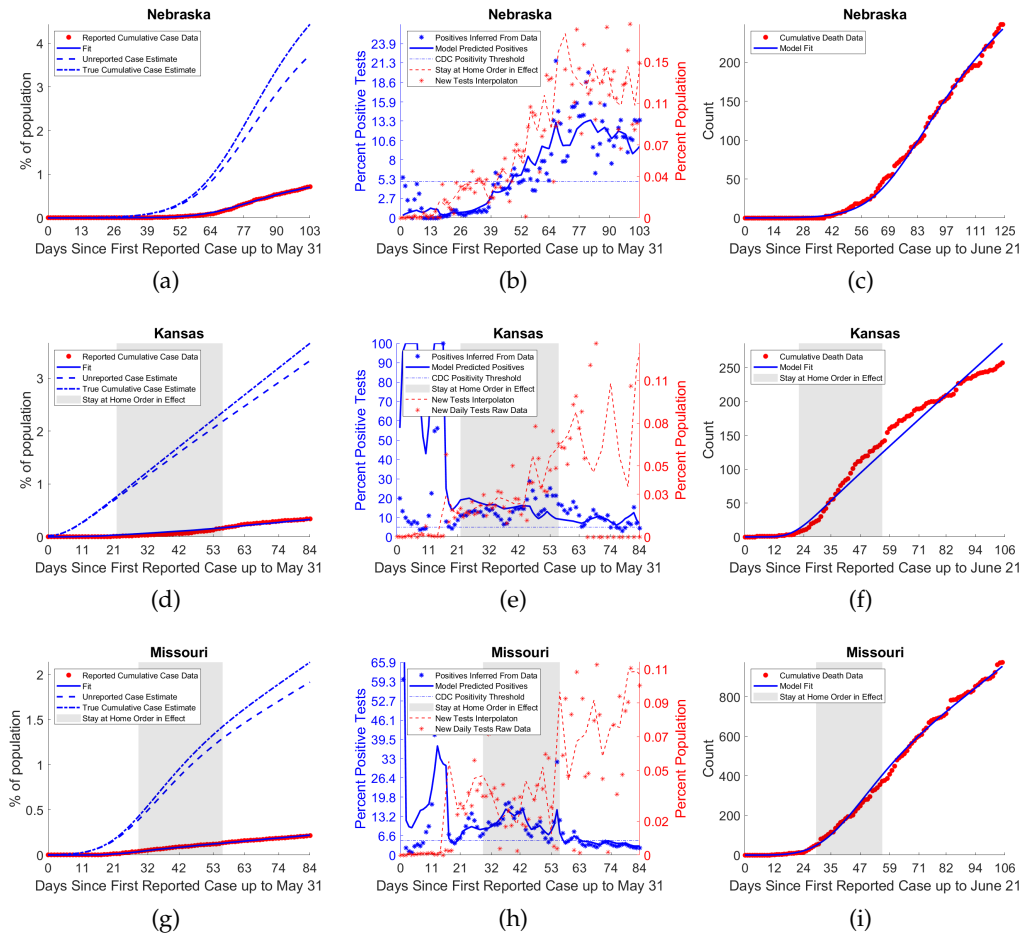 Nebraska
% of population
4
3
2
1
0
Reported Cumulative Case Data
Fit
Unreported Case Estimate
True Cumulative Case Estimate
0 13 26 39 52 64 77 90 103
Days Since First Reported Case up to May 31
(a)
Nebraska
Percent Positive Tests
23.9
21.3
18.6
15.9
13.3
10.6
8
5.3
2.7
0
Positives Inferred From Data
Model Predicted Positives
CDC Positivity Threshold
Stay at Home Order in Effect
New Tests Interpolaton
0.15
0.11
0.07
0.04
0
Percent Population
0 13 26 39 52 64 77 90 103
Days Since First Reported Case up to May 31
(b)
Nebraska
Count
200
150
100
50
0
Cumulative Death Data
Model Fit
0 14 28 42 56 69 83 97 111 125
Days Since First Reported Case up to June 21
(c)
Kansas
% of population
3
2
1
0
Reported Cumulative Case Data
Fit
Unreported Case Estimate
True Cumulative Case Estimate
Stay at Home Order in Effect
0 11 21 32 42 53 63 74 84
Days Since First Reported Case up to May 31
(d)
Kansas
Percent Positive Tests
100
90
80
70
60
50
40
30
20
10
0
Positives Inferred From Data
Model Predicted Positives
CDC Positivity Threshold
Stay at Home Order in Effect
New Tests Interpolaton
New Daily Tests Raw Data
0.11
0.08
0.06
0.03
0
Percent Population
0 11 21 32 42 53 63 74 84
Days Since First Reported Case up to May 31
(e)
Kansas
Count
250
200
150
100
50
0
Cumulative Death Data
Model Fit
Stay at Home Order in Effect
0 12 24 35 47 59 71 82 94 106
Days Since First Reported Case up to June 21
(f)
Missouri
% of population
2
1.5
1
0.5
0
Reported Cumulative Case Data
Fit
Unreported Case Estimate
True Cumulative Case Estimate
Stay at Home Order in Effect
0 11 21 32 42 53 63 74 84
Days Since First Reported Case up to May 31
(g)
Missouri
Percent Positive Tests
65.9
59.3
52.7
46.1
39.5
33
26.4
19.8
13.2
6.6
0
Positives Inferred From Data
Model Predicted Positives
CDC Positivity Threshold
Stay at Home Order in Effect
New Tests Interpolaton
New Daily Tests Raw Data
0.11
0.08
0.05
0.02
0
Percent Population
0 11 21 32 42 53 63 74 84
Days Since First Reported Case up to May 31
(h)
Missouri
Count
800
600
400
200
0
Cumulative Death Data
Model Fit
Stay at Home Order in Effect
0 12 24 35 47 59 71 82 94 106
Days Since First Reported Case up to June 21
(i)